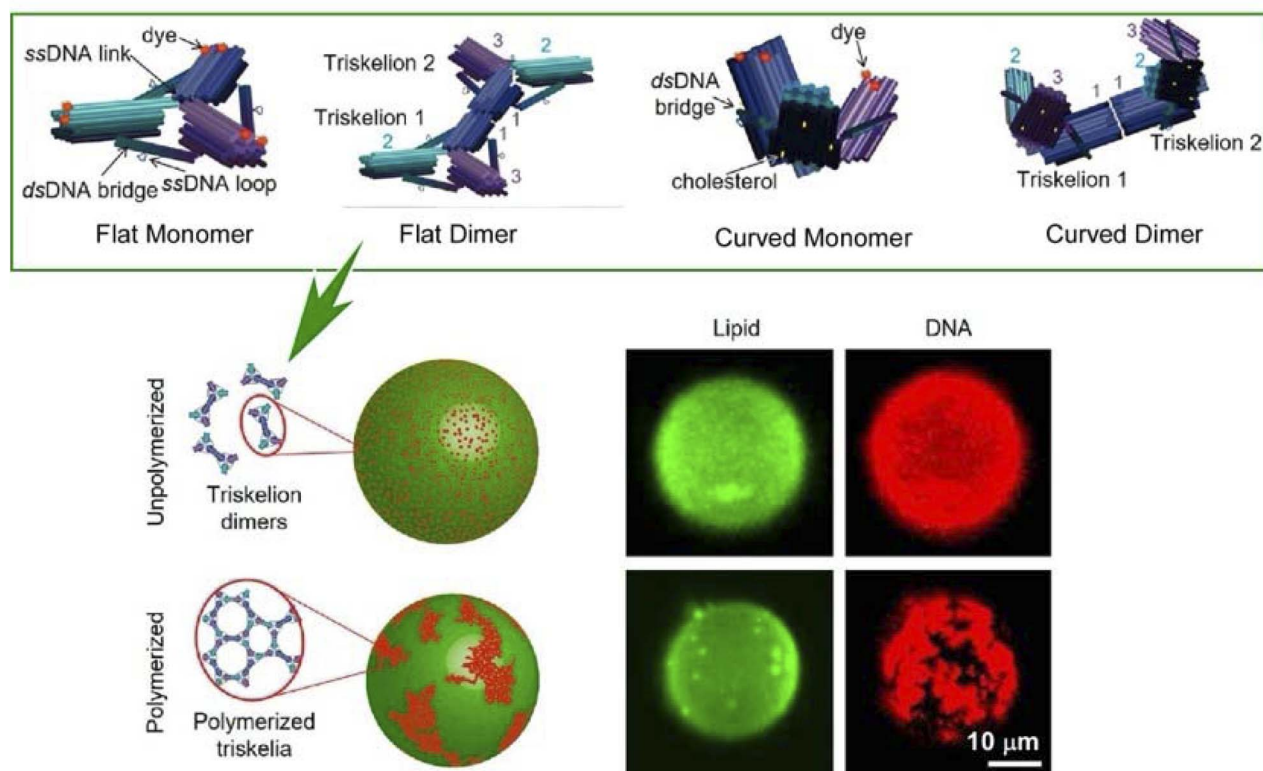 dye
ssDNA link
dsDNA bridge
ssDNA loop
Flat Monomer
3
2
Triskelion 2
Triskelion 1
1
1
2
3
Flat Dimer
dye
dsDNA
bridge
cholesterol
Curved Monomer
3
2
2
3
1
1
Triskelion 2
Triskelion 1
Curved Dimer
Lipid
DNA
Unpolymerized
Triskelion
dimers
Polymerized
Polymerized
triskelia
10 μm